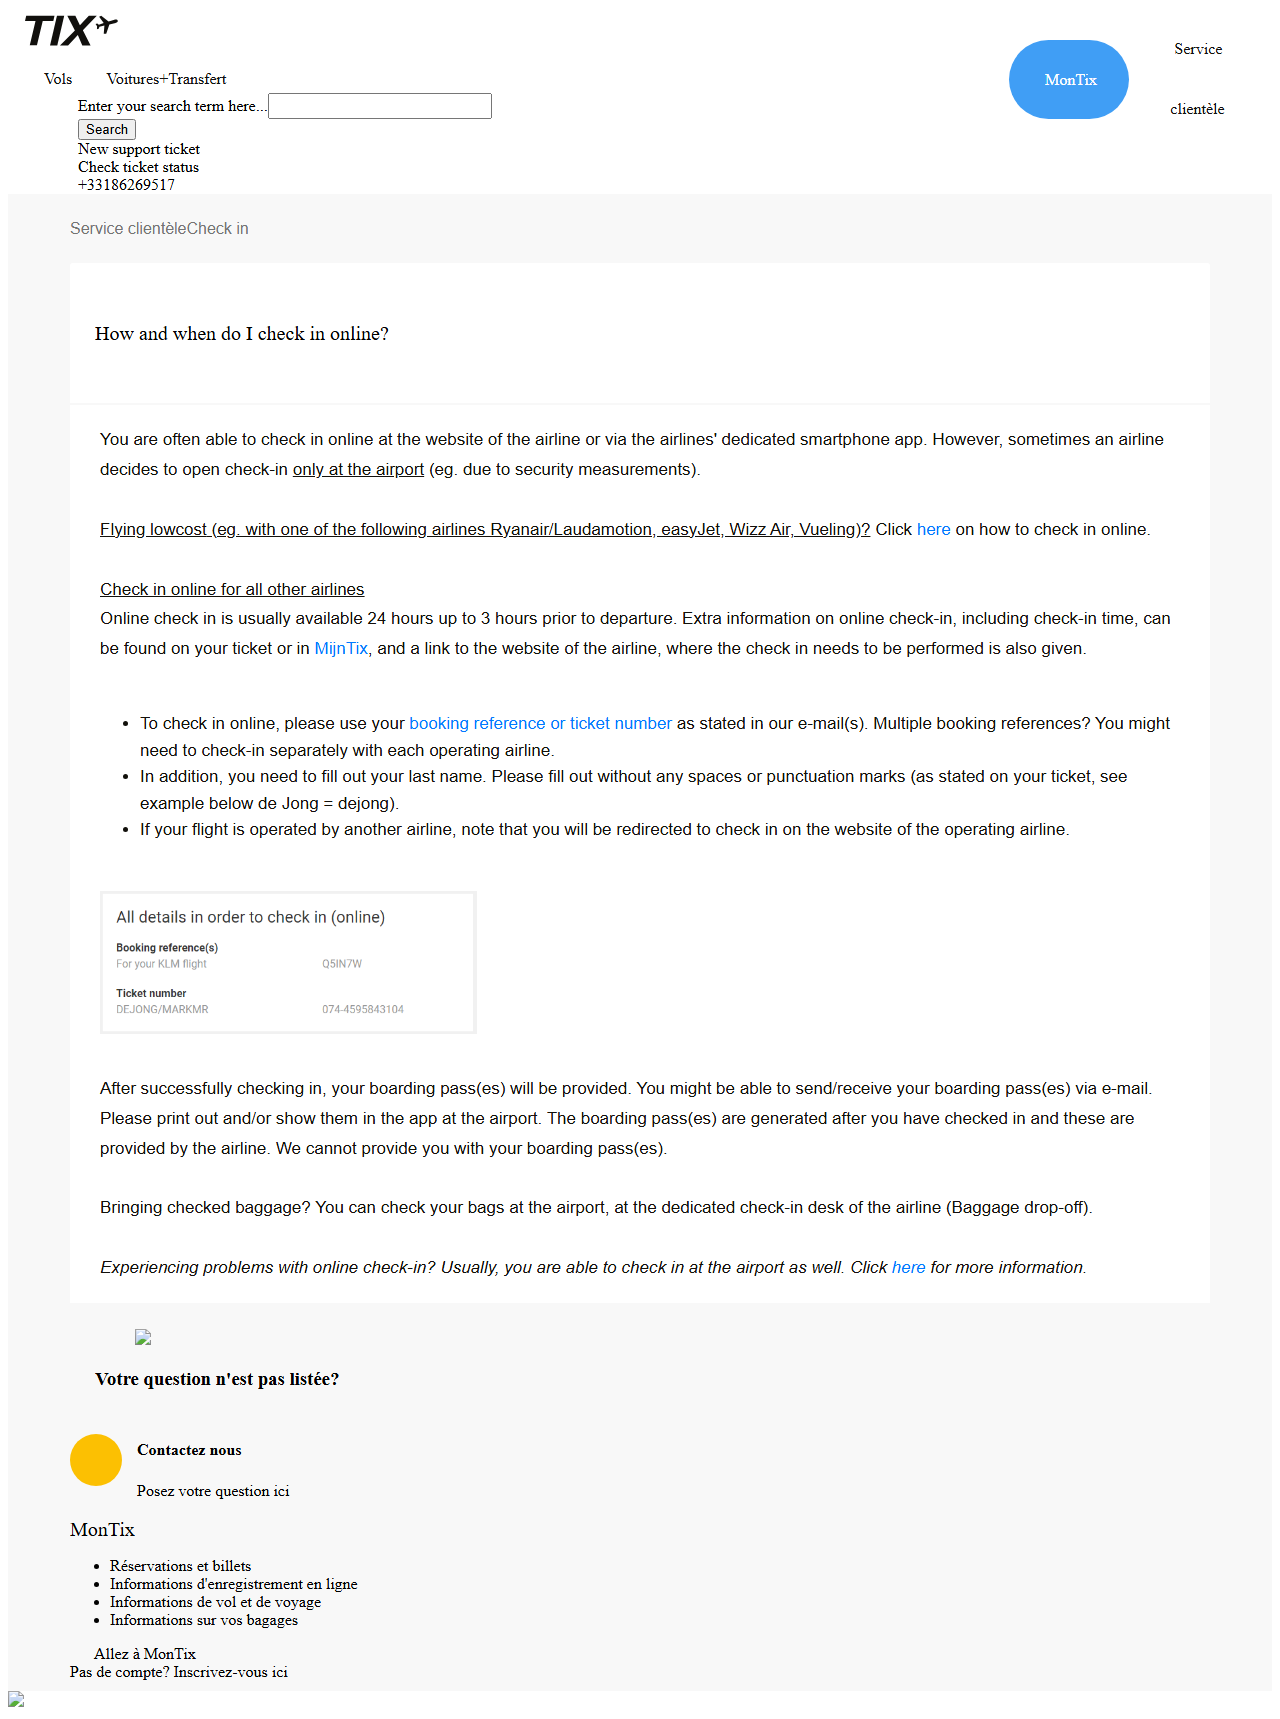 TIX
Vols Voitures+Transfert
MonTix
Service
clientèle
Enter your search term here...
Search
New support ticket
Check ticket status
+33186269517
Service clientèleCheck in
How and when do I check in online?
You are often able to check in online at the website of the airline or via the airlines' dedicated smartphone app. However, sometimes an airline
decides to open check-in only at the airport (eg. due to security measurements).
Flying lowcost (eg. with one of the following airlines Ryanair/Laudamotion, easyJet, Wizz Air, Vueling)? Click here on how to check in online.
Check in online for all other airlines
Online check in is usually available 24 hours up to 3 hours prior to departure. Extra information on online check-in, including check-in time, can
be found on your ticket or in MijnTix, and a link to the website of the airline, where the check in needs to be performed is also given.
• To check in online, please use your booking reference or ticket number as stated in our e-mail(s). Multiple booking references? You might
need to check-in separately with each operating airline.
• In addition, you need to fill out your last name. Please fill out without any spaces or punctuation marks (as stated on your ticket, see
example below de Jong = dejong).
• If your flight is operated by another airline, note that you will be redirected to check in on the website of the operating airline.
All details in order to check in (online)
Booking reference(s)
For your KLM flight Q5IN7W
Ticket number
DEJONG/MARKMR 074-4595843104
After successfully checking in, your boarding pass(es) will be provided. You might be able to send/receive your boarding pass(es) via e-mail.
Please print out and/or show them in the app at the airport. The boarding pass(es) are generated after you have checked in and these are
provided by the airline. We cannot provide you with your boarding pass(es).
Bringing checked baggage? You can check your bags at the airport, at the dedicated check-in desk of the airline (Baggage drop-off).
Experiencing problems with online check-in? Usually, you are able to check in at the airport as well. Click here for more information.
Votre question n'est pas listée?
Contactez nous
Posez votre question ici
MonTix
• Réservations et billets
• Informations d'enregistrement en ligne
• Informations de vol et de voyage
• Informations sur vos bagages
Allez à MonTix
Pas de compte? Inscrivez-vous ici